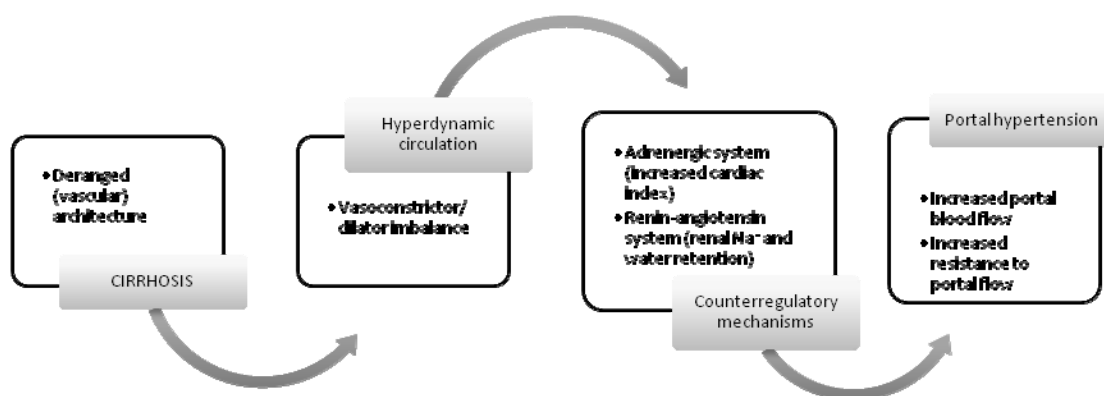 • Deranged
(vascular)
architecture
CIRRHOSIS
Hyperdynamic
circulation
• Vasoconstrictor/
dilator imbalance
• Adrenergic system
(increased cardiac
index)
• Renin-angiotensin
system (renal Na⁺ and
water retention)
Counterregulatory
mechanisms
Portal hypertension
• Increased portal
blood flow
• Increased
resistance to
portal flow